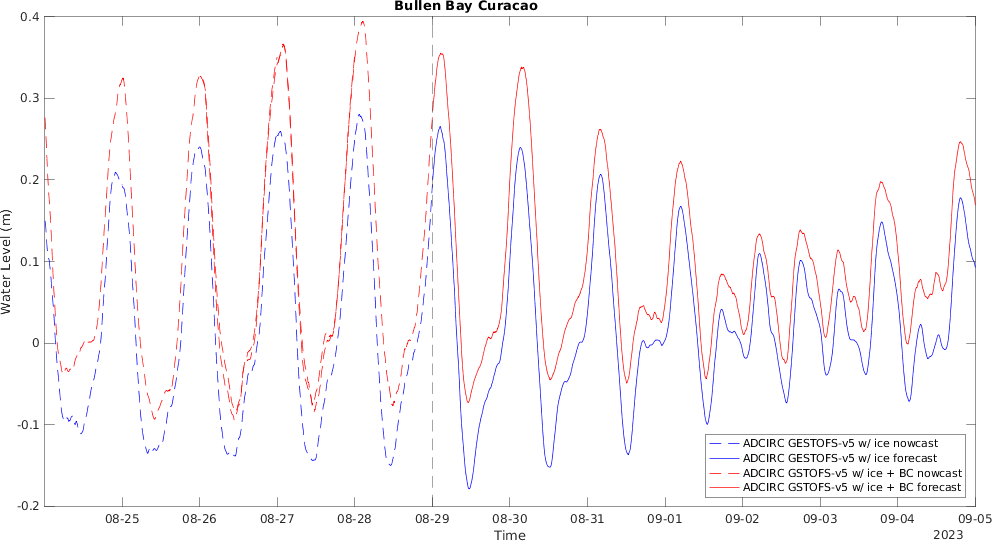 Bullen Bay Curacao
Water Level (m)
0.4
0.3
0.2
0.1
0
-0.1
-0.2
ADCIRC GESTOFS-v5 w/ ice nowcast
ADCIRC GESTOFS-v5 w/ ice forecast
ADCIRC GSTOFS-v5 w/ ice + BC nowcast
ADCIRC GSTOFS-v5 w/ ice + BC forecast
08-25 08-26 08-27 08-28 08-29 08-30 08-31 09-01 09-02 09-03 09-04 09-05
Time
2023